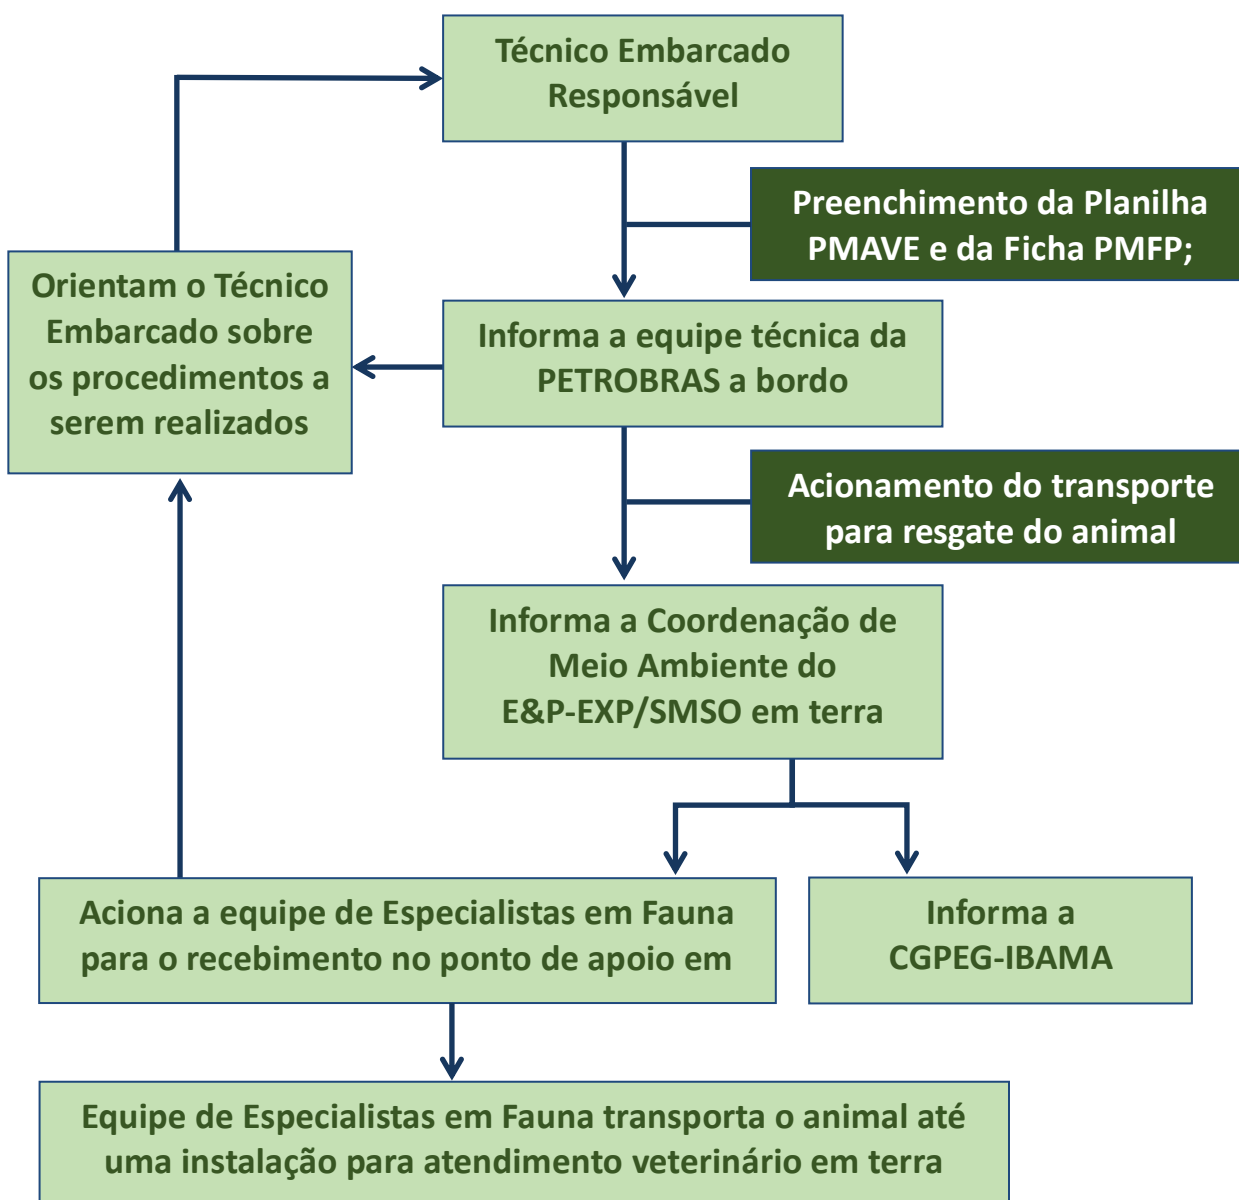 Técnico Embarcado
Responsável
Preenchimento da Planilha
PMAVE e da Ficha PMFP;
Orientam o Técnico
Embarcado sobre
os procedimentos a
serem realizados
Informa a equipe técnica da
PETROBRAS a bordo
Acionamento do transporte
para resgate do animal
Informa a Coordenação de
Meio Ambiente do
E&P-EXP/SMSO em terra
Aciona a equipe de Especialistas em Fauna
para o recebimento no ponto de apoio em
Informa a
CGPEG-IBAMA
Equipe de Especialistas em Fauna transporta o animal até
uma instalação para atendimento veterinário em terra